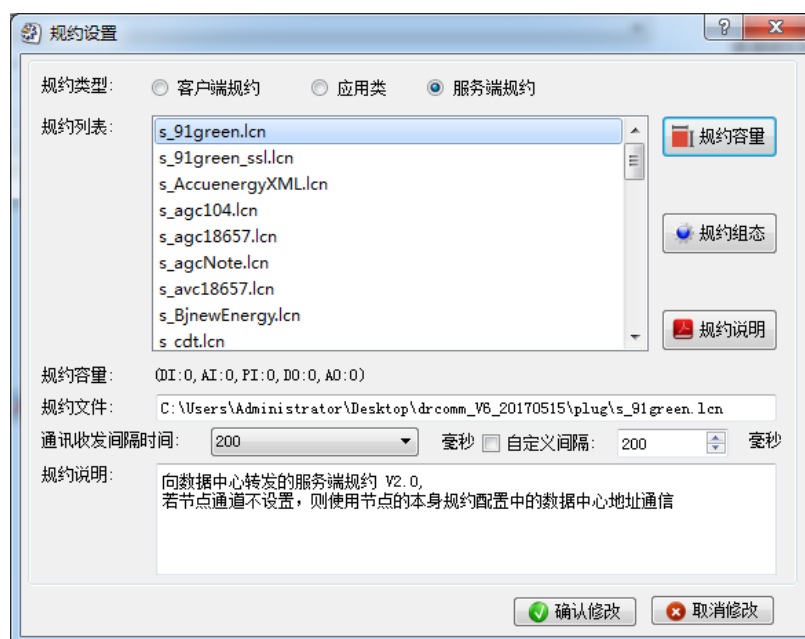 规约设置
规约类型: 客户端规约 应用类 服务端规约
规约列表:
s_91green.lcn
s_91green_ssl.lcn
s_AccuenergyXML.lcn
s_agc104.lcn
s_agc18657.lcn
s_agcNote.lcn
s_avc18657.lcn
s_BjnewEnergy.lcn
s_cdt.lcn
规约容量
规约组态
规约说明
规约容量: (DI:0,AI:0,PI:0,DO:0,AO:0)
规约文件: C:\Users\Administrator\Desktop\drcomm_V6_20170515\plug\s_91green.lcn
通讯收发间隔时间: 200 毫秒 自定义间隔: 200 毫秒
规约说明:
向数据中心转发的服务端规约 V2.0,
若节点通道不设置，则使用节点的本身规约配置中的数据中心地址通信
确认修改 取消修改